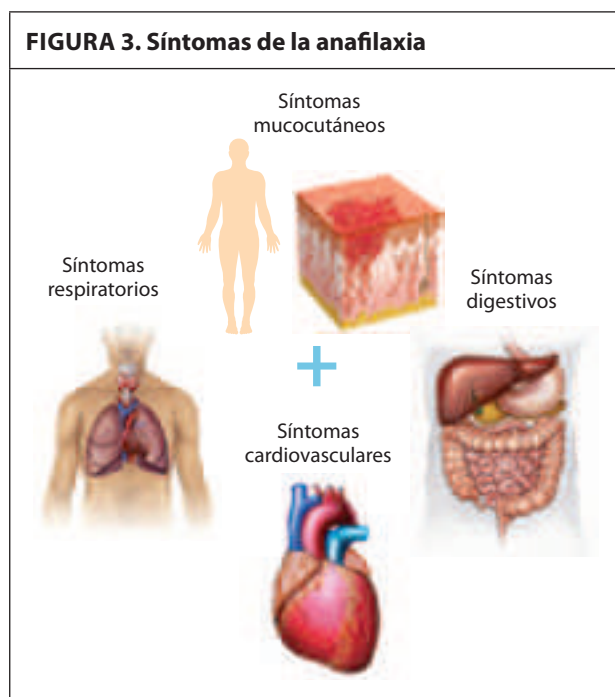 FIGURA 3. Síntomas de la anafilaxia
Síntomas
mucocutáneos
Síntomas
respiratorios
Síntomas
digestivos
Síntomas
cardiovasculares